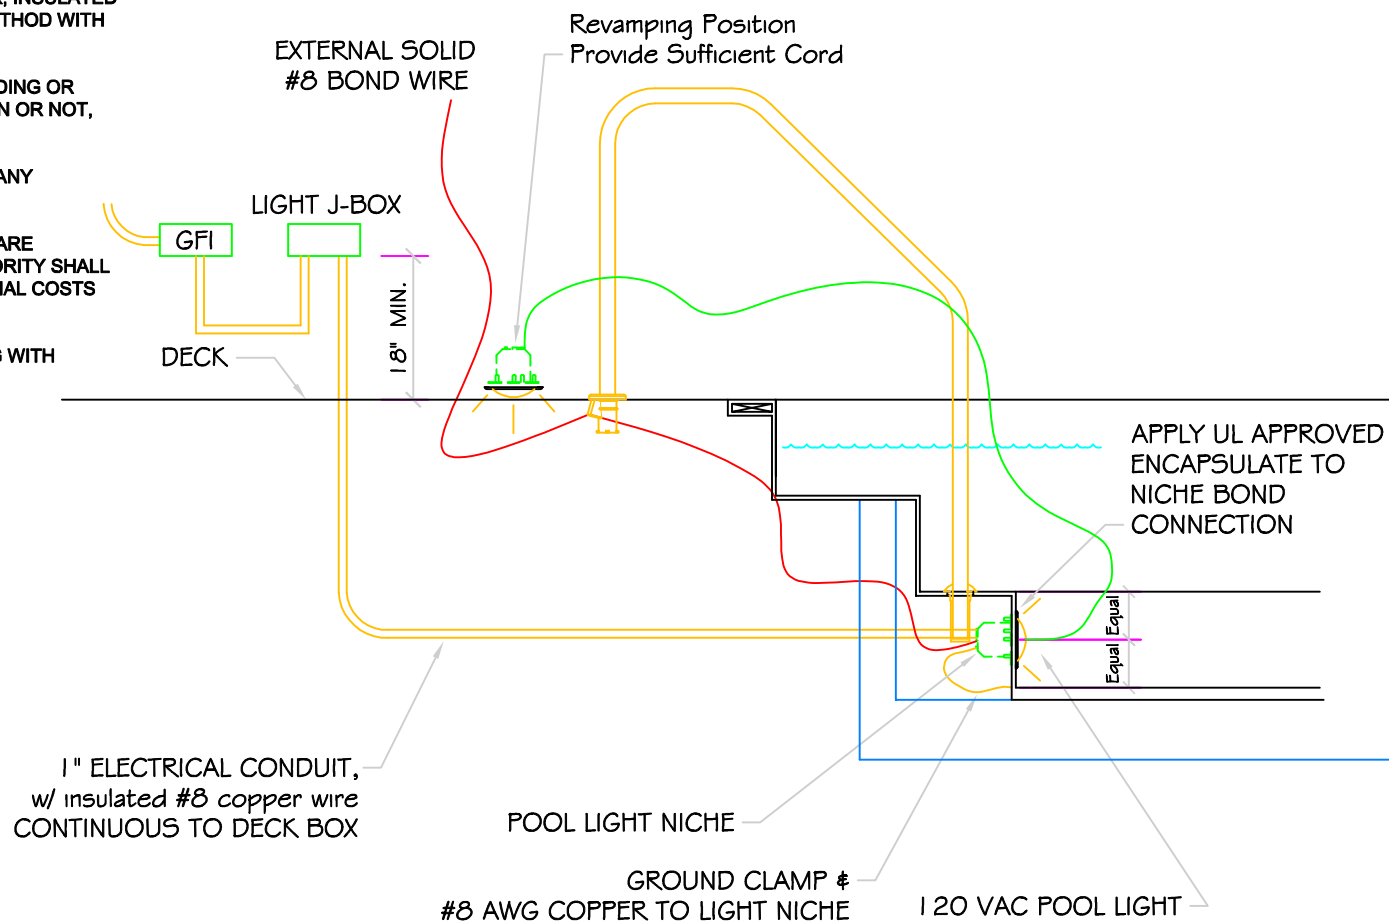 INSULATED
THOD WITH
DING OR
N OR NOT,
ANY
ARE
ORITY SHALL
IAL COSTS
WITH
EXTERNAL SOLID
#8 BOND WIRE
Revamping Position
Provide Sufficient Cord
LIGHT J-BOX
GFI
18" MIN.
DECK
APPLY UL APPROVED
ENCAPSULATE TO
NICHE BOND
CONNECTION
Equal
Equal
1" ELECTRICAL CONDUIT,
w/ insulated #8 copper wire
CONTINUOUS TO DECK BOX
POOL LIGHT NICHE
GROUND CLAMP &
#8 AWG COPPER TO LIGHT NICHE
120 VAC POOL LIGHT